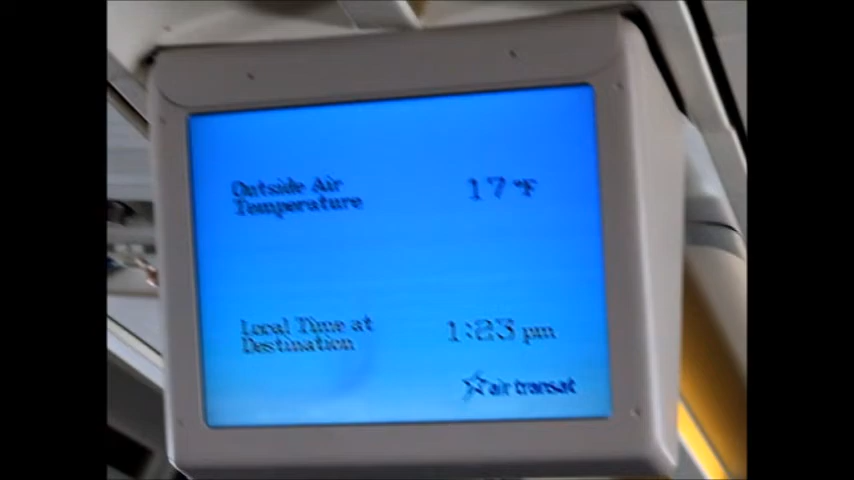 Outside Air
Temperature
17 °F
Local Time at
Destination
1:23 pm
air transat